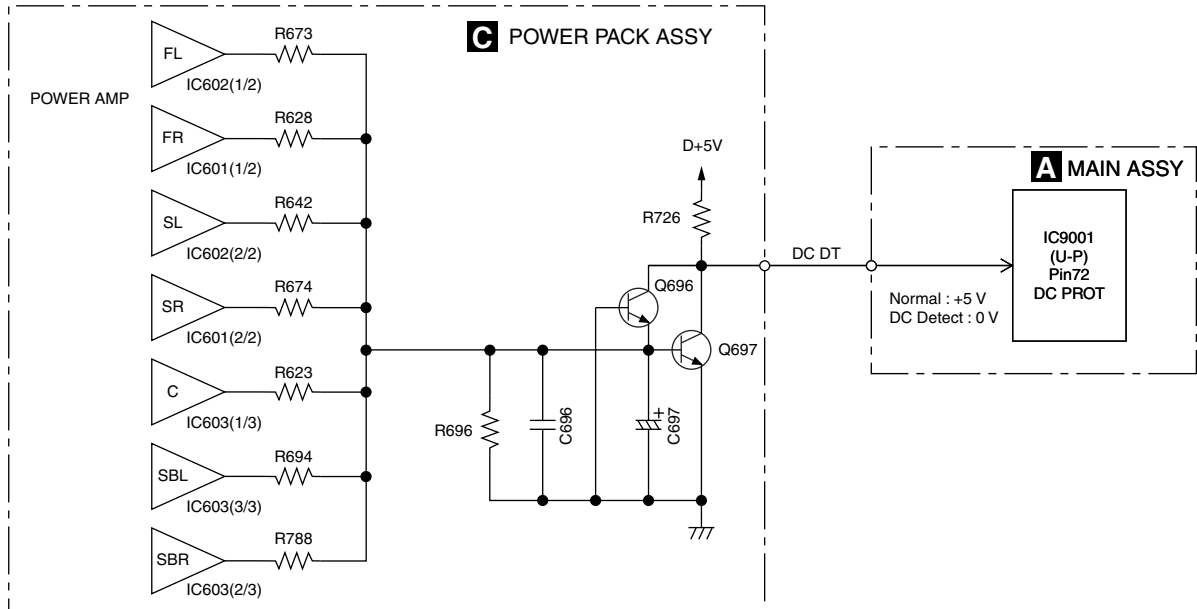 C POWER PACK ASSY
POWER AMP
FL
R673
IC602(1/2)
FR
R628
IC601(1/2)
SL
R642
IC602(2/2)
SR
R674
IC601(2/2)
C
R623
IC603(1/3)
SBL
R694
IC603(3/3)
SBR
R788
IC603(2/3)
R696
C696
C697
+
Q696
Q697
D+5V
R726
DC DT
A MAIN ASSY
Normal : +5 V
DC Detect : 0 V
IC9001
(U-P)
Pin72
DC PROT